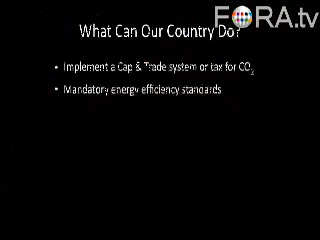 FORA.tv
What Can Our Country Do?
• Implement a Cap & Trade system or tax for CO₂
• Mandatory energy efficiency standards